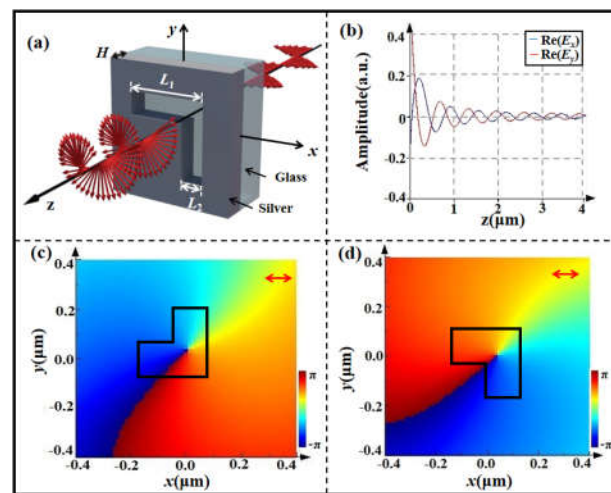 (a)
y
H
L₁
x
Glass
z
L₂
Silver
(b)
Re(Eₓ)
Re(Eᵧ)
Amplitude(a.u.)
0.4
0.2
0
-0.2
-0.4
0 1 2 3 4
z(μm)
(c)
0.4
0.2
0.0
-0.2
-0.4
y(μm)
π
-π
-0.4 -0.2 0.0 0.2 0.4
x(μm)
(d)
0.4
0.2
0.0
-0.2
-0.4
y(μm)
π
-π
-0.4 -0.2 0.0 0.2 0.4
x(μm)